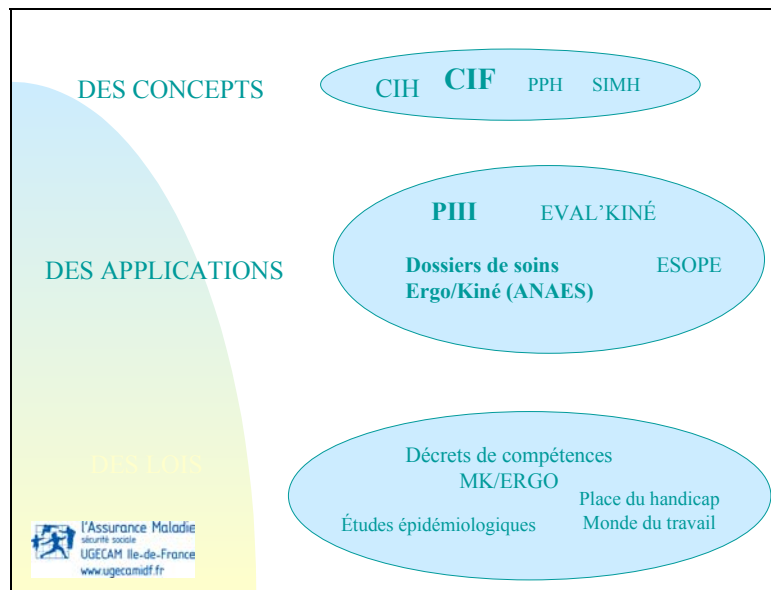 DES CONCEPTS
CIH CIF PPH SIMH
DES APPLICATIONS
PIII EVAL'KINÉ
Dossiers de soins ESOPE
Ergo/Kiné (ANAES)
DES LOIS
Décrets de compétences
MK/ERGO
Place du handicap
Études épidémiologiques Monde du travail
l'Assurance Maladie
sécurité sociale
UGECAM Ile-de-France
www.ugecamidf.fr